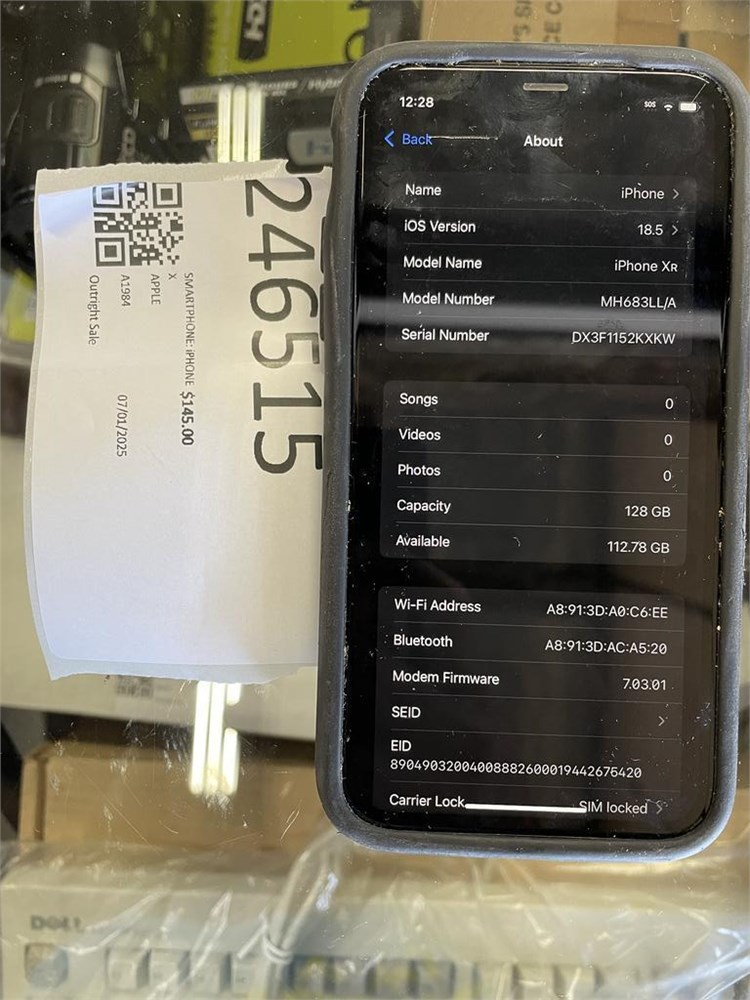 12:28
SOS
Back
About
Name iPhone
iOS Version 18.5
Model Name iPhone XR
Model Number MH683LL/A
Serial Number DX3F1152KXKW
Songs 0
Videos 0
Photos 0
Capacity 128 GB
Available 112.78 GB
Wi-Fi Address A8:91:3D:A0:C6:EE
Bluetooth A8:91:3D:AC:A5:20
Modem Firmware 7.03.01
SEID
EID
89049032004008882600019442675420
Carrier Lock SIM locked
246515
SMARTPHONE: iPHONE $145.00
X
APPLE
A1984 07/01/2025
Outright Sale
DELL